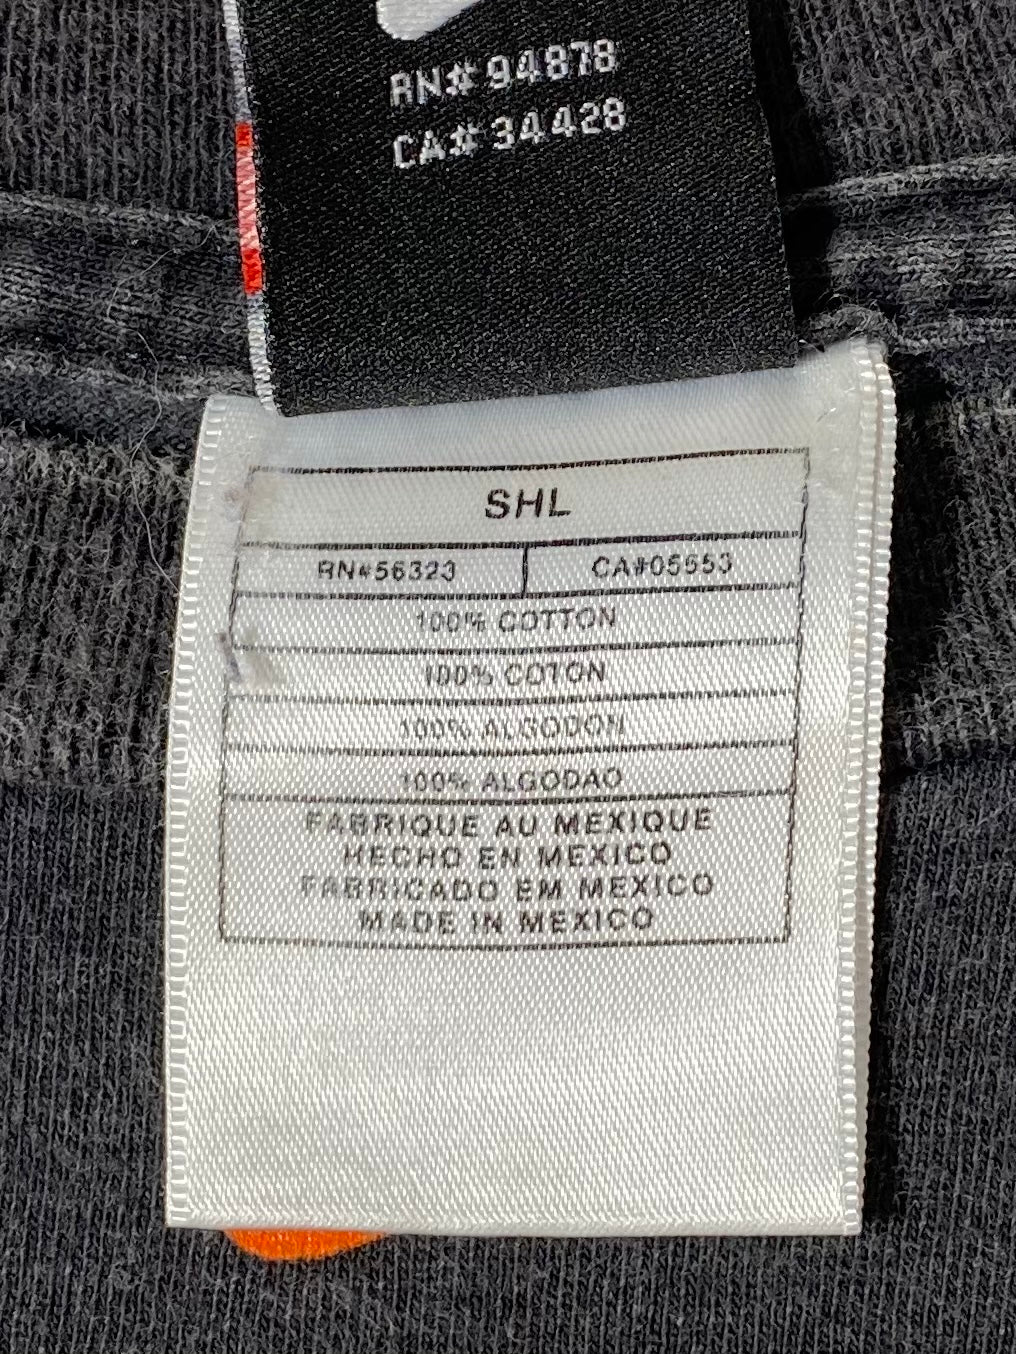 RN# 94878
CA# 34428
SHL
RN#56323 CA#05553
100% COTTON
100% COTON
100% ALGODON
100% ALGODAO
FABRIQUE AU MEXIQUE
HECHO EN MEXICO
FABRICADO EM MEXICO
MADE IN MEXICO